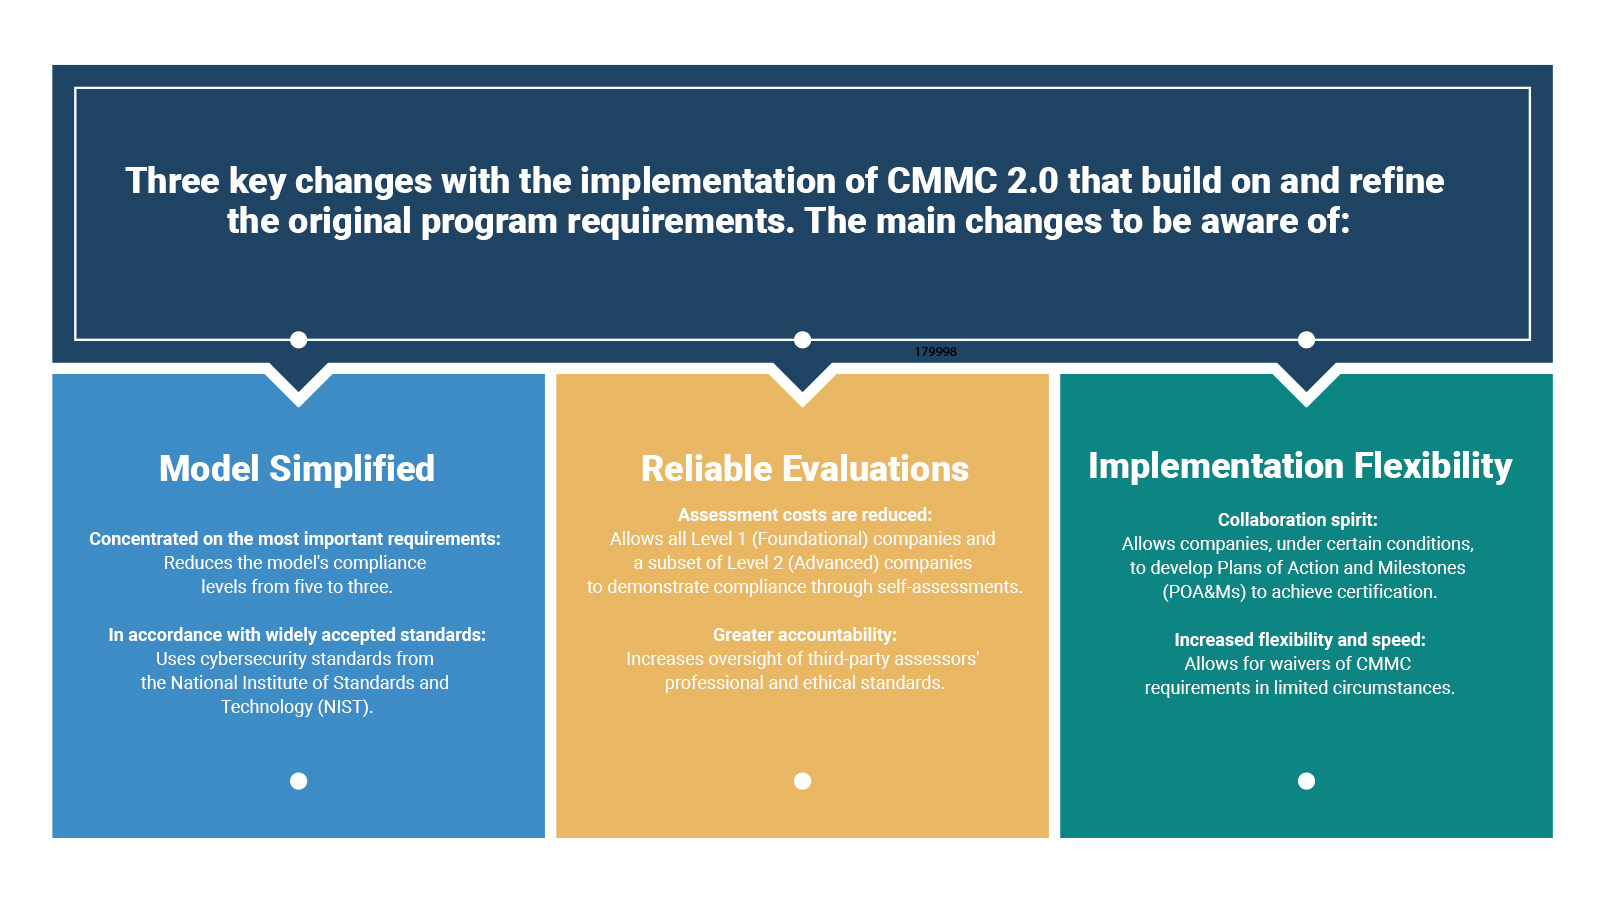 Three key changes with the implementation of CMMC 2.0 that build on and refine
the original program requirements. The main changes to be aware of:
179998
Model Simplified
Concentrated on the most important requirements:
Reduces the model's compliance
levels from five to three.
In accordance with widely accepted standards:
Uses cybersecurity standards from
the National Institute of Standards and
Technology (NIST).
Reliable Evaluations
Assessment costs are reduced:
Allows all Level 1 (Foundational) companies and
a subset of Level 2 (Advanced) companies
to demonstrate compliance through self-assessments.
Greater accountability:
Increases oversight of third-party assessors'
professional and ethical standards.
Implementation Flexibility
Collaboration spirit:
Allows companies, under certain conditions,
to develop Plans of Action and Milestones
(POA&Ms) to achieve certification.
Increased flexibility and speed:
Allows for waivers of CMMC
requirements in limited circumstances.